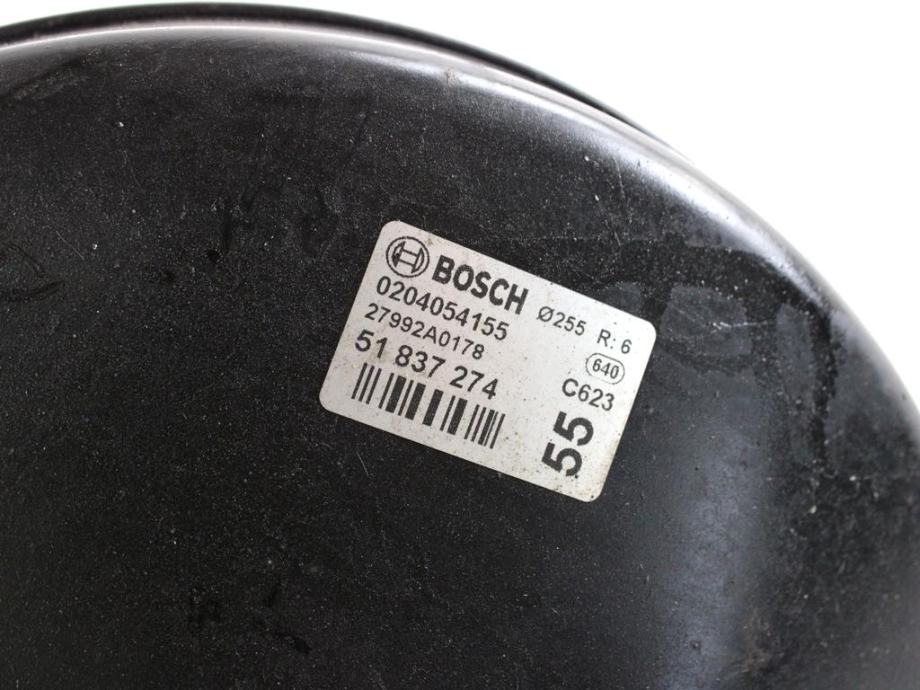 BOSCH
0204054155 Ø255 R: 6
27992A0178 640
51 837 274 C623
55